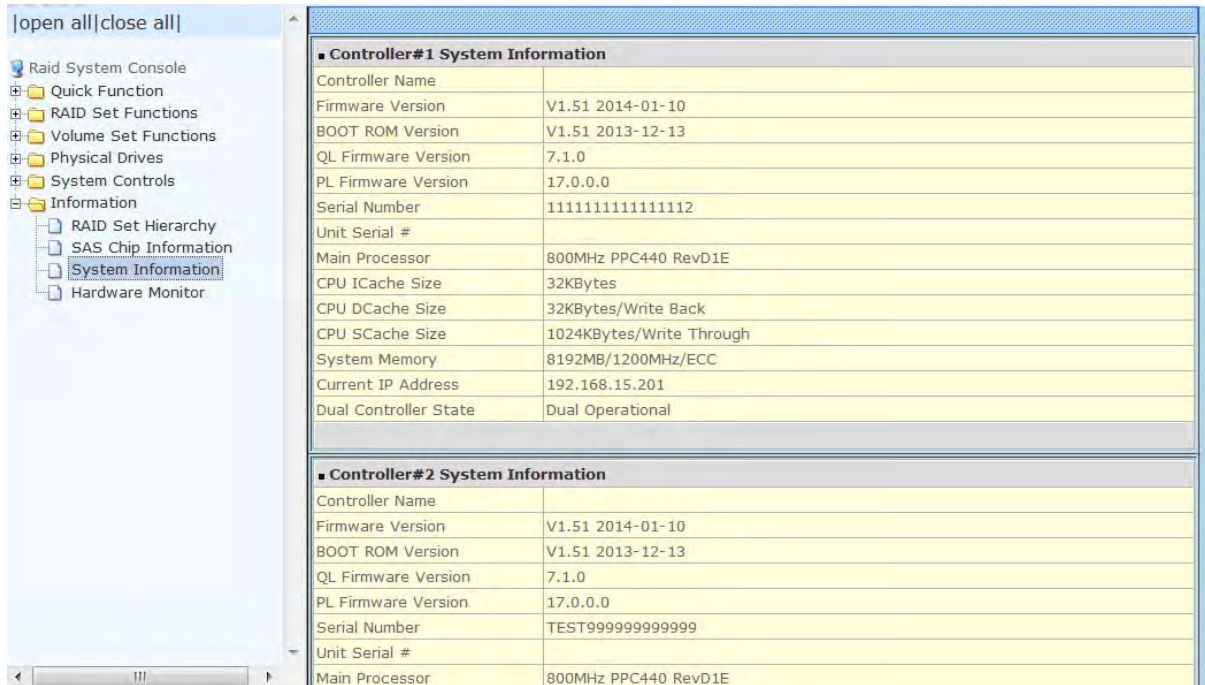 |open all|close all|
Raid System Console
Quick Function
RAID Set Functions
Volume Set Functions
Physical Drives
System Controls
Information
RAID Set Hierarchy
SAS Chip Information
System Information
Hardware Monitor
Controller#1 System Information
Controller Name
Firmware Version V1.51 2014-01-10
BOOT ROM Version V1.51 2013-12-13
QL Firmware Version 7.1.0
PL Firmware Version 17.0.0.0
Serial Number 1111111111111112
Unit Serial #
Main Processor 800MHz PPC440 RevD1E
CPU ICache Size 32KBytes
CPU DCache Size 32KBytes/Write Back
CPU SCache Size 1024KBytes/Write Through
System Memory 8192MB/1200MHz/ECC
Current IP Address 192.168.15.201
Dual Controller State Dual Operational
Controller#2 System Information
Controller Name
Firmware Version V1.51 2014-01-10
BOOT ROM Version V1.51 2013-12-13
QL Firmware Version 7.1.0
PL Firmware Version 17.0.0.0
Serial Number TEST999999999999
Unit Serial #
Main Processor 800MHz PPC440 RevD1E